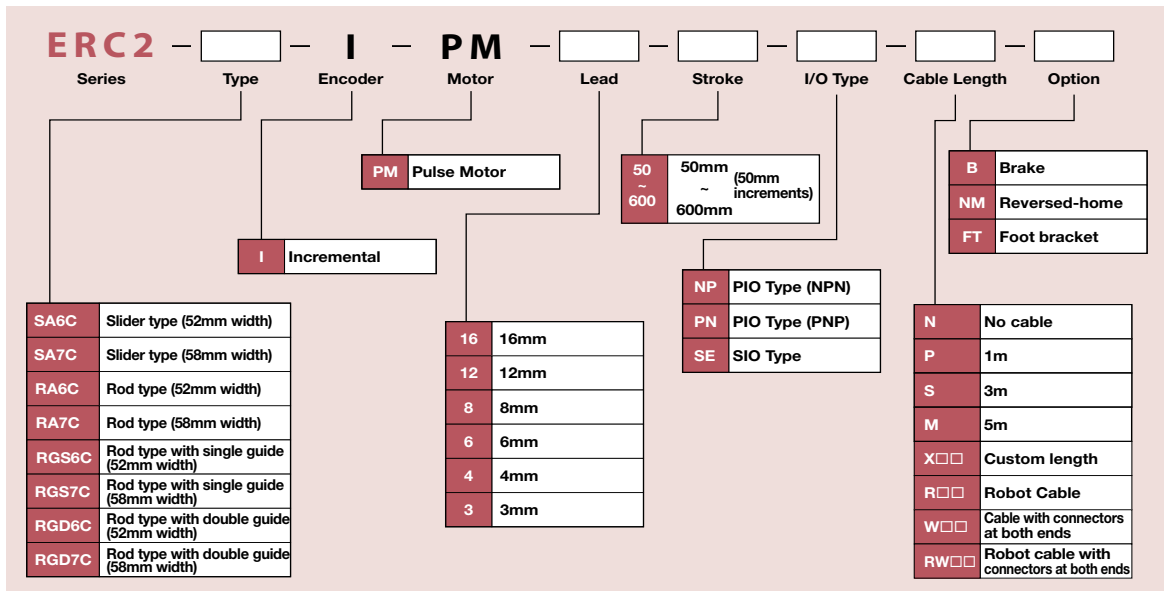 ERC2 — — I — PM — — — — —
Series Type Encoder Motor Lead Stroke I/O Type Cable Length Option
PM Pulse Motor
50 ~ 600 50mm ~ 600mm (50mm increments)
B Brake
NM Reversed-home
FT Foot bracket
I Incremental
NP PIO Type (NPN)
PN PIO Type (PNP)
SE SIO Type
SA6C Slider type (52mm width)
SA7C Slider type (58mm width)
RA6C Rod type (52mm width)
RA7C Rod type (58mm width)
RGS6C Rod type with single guide
(52mm width)
RGS7C Rod type with single guide
(58mm width)
RGD6C Rod type with double guide
(52mm width)
RGD7C Rod type with double guide
(58mm width)
16 16mm
12 12mm
8 8mm
6 6mm
4 4mm
3 3mm
N No cable
P 1m
S 3m
M 5m
X□□ Custom length
R□□ Robot Cable
W□□ Cable with connectors
at both ends
RW□□ Robot cable with
connectors at both ends